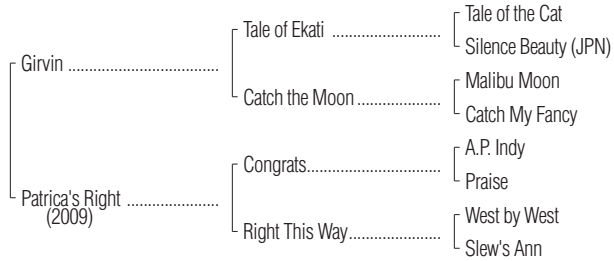 Tale of the Cat
Tale of Ekati ........................
Silence Beauty (JPN)
Girvin .................................
Malibu Moon
Catch the Moon ..................
Catch My Fancy
A.P. Indy
Congrats.............................
Praise
Patrica's Right ....................
(2009)
West by West
Right This Way....................
Slew's Ann